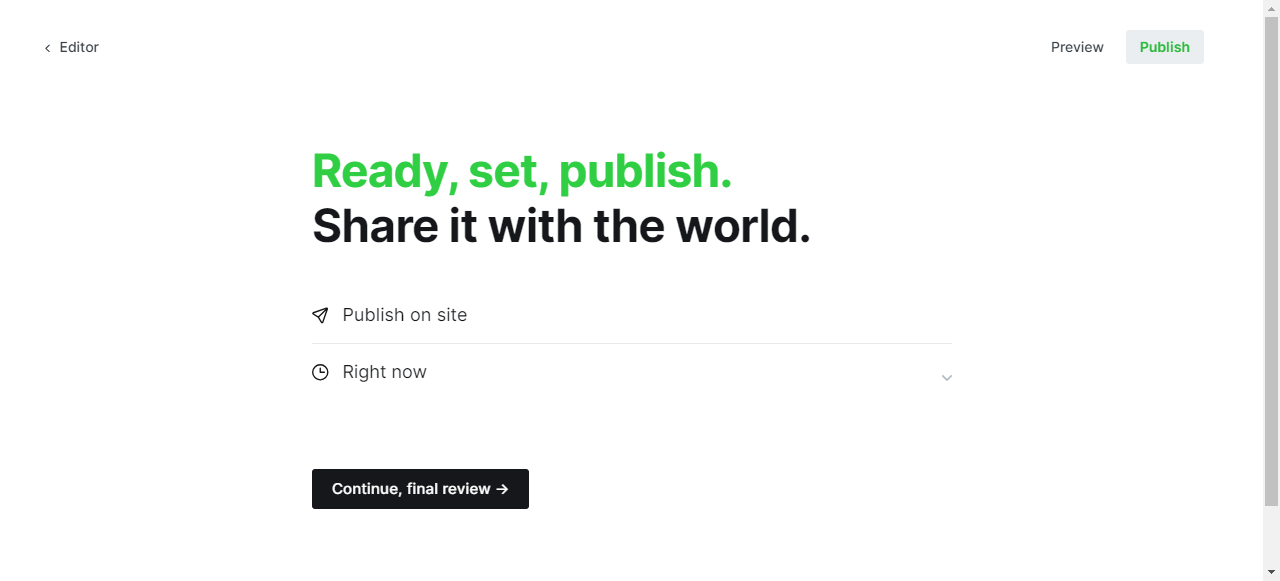 Editor
Preview
Publish
Ready, set, publish.
Share it with the world.
Publish on site
Right now
Continue, final review →